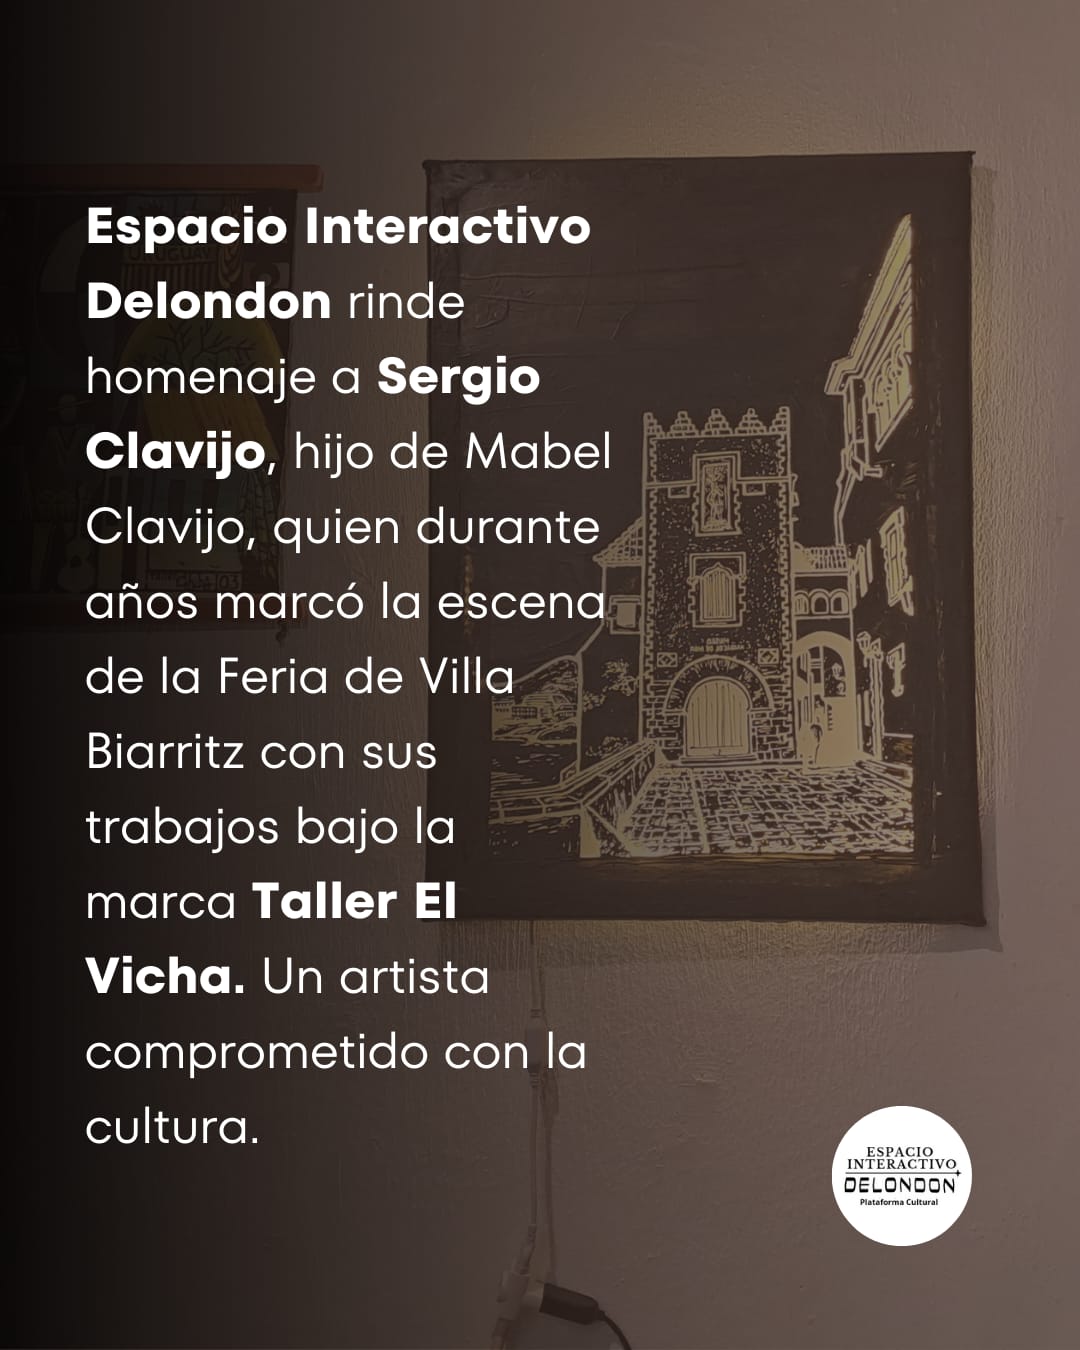 Espacio Interactivo
Delondon rinde
homenaje a Sergio
Clavijo, hijo de Mabel
Clavijo, quien durante
años marcó la escena
de la Feria de Villa
Biarritz con sus
trabajos bajo la
marca Taller El
Vicha. Un artista
comprometido con la
cultura.
URUGUAY
ESPACIO
INTERACTIVO
DELONDON
Plataforma Cultural